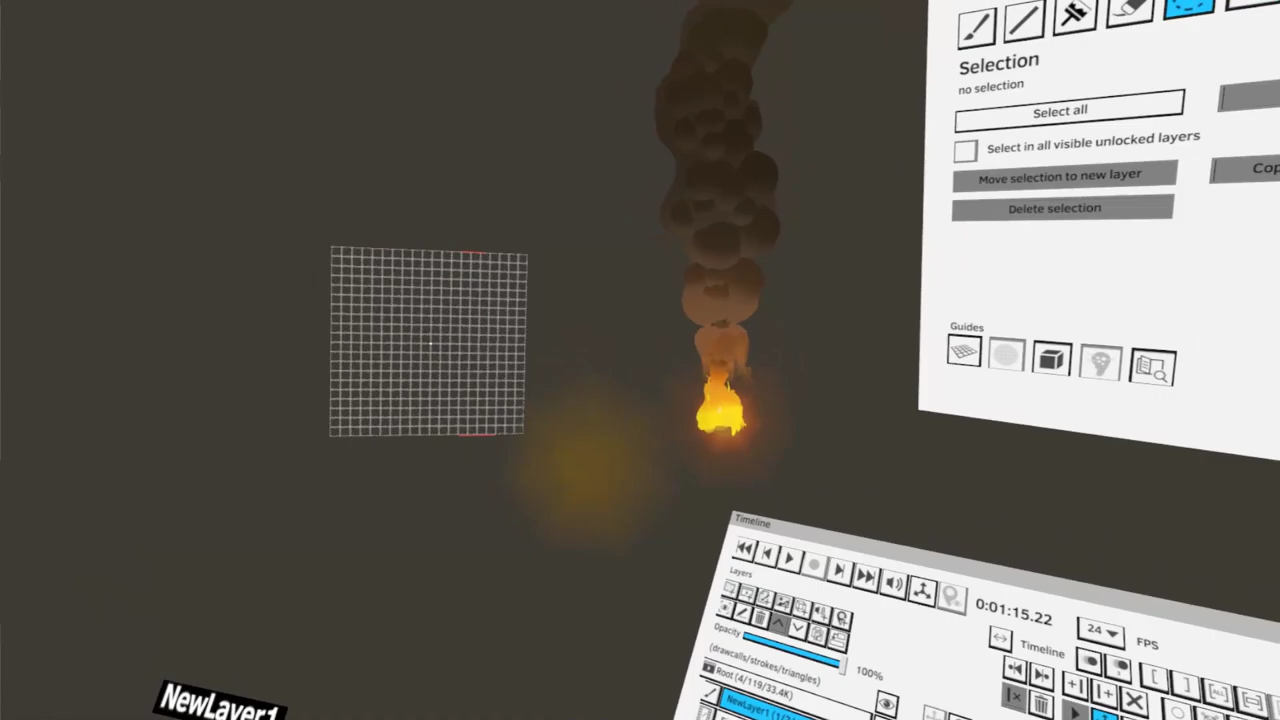 Selection
no selection
Select all
Select in all visible unlocked layers
Move selection to new layer
Cop
Delete selection
Guides
Timeline
Layers
0:01:15.22
24
FPS
Timeline
Opacity
100%
(drawcalls/strokes/triangles)
Root (4/119/33.4K)
NewLayer1
NewLayer1